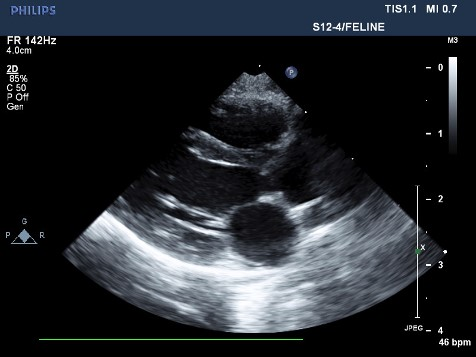 PHILIPS
TIS1.1 MI 0.7
S12-4/FELINE
FR 142Hz
4.0cm
M3
2D
85%
C 50
P Off
Gen
P
0
1
2
G
P R
X
3
JPEG
4
46 bpm